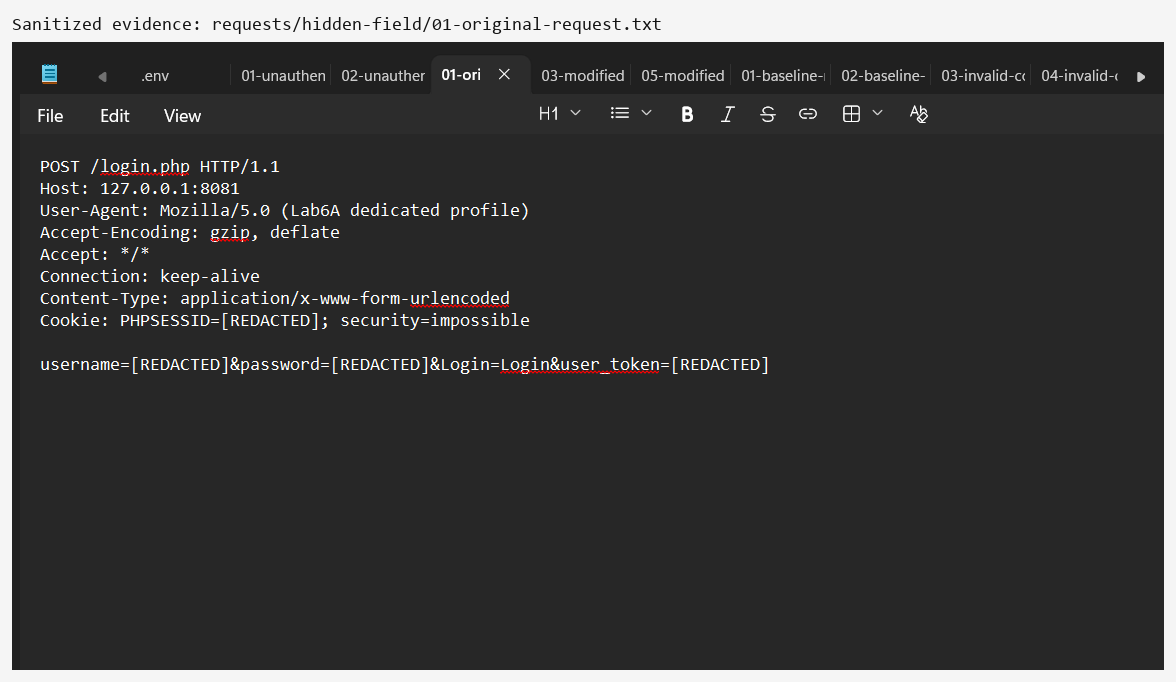 Sanitized evidence: requests/hidden-field/01-original-request.txt
.env 01-unauthen 02-unauther 01-ori 03-modified 05-modified 01-baseline- 02-baseline- 03-invalid-co 04-invalid-c
File Edit View H1 B I S
POST /login.php HTTP/1.1
Host: 127.0.0.1:8081
User-Agent: Mozilla/5.0 (Lab6A dedicated profile)
Accept-Encoding: gzip, deflate
Accept: */*
Connection: keep-alive
Content-Type: application/x-www-form-urlencoded
Cookie: PHPSESSID=[REDACTED]; security=impossible
username=[REDACTED]&password=[REDACTED]&Login=Login&user_token=[REDACTED]